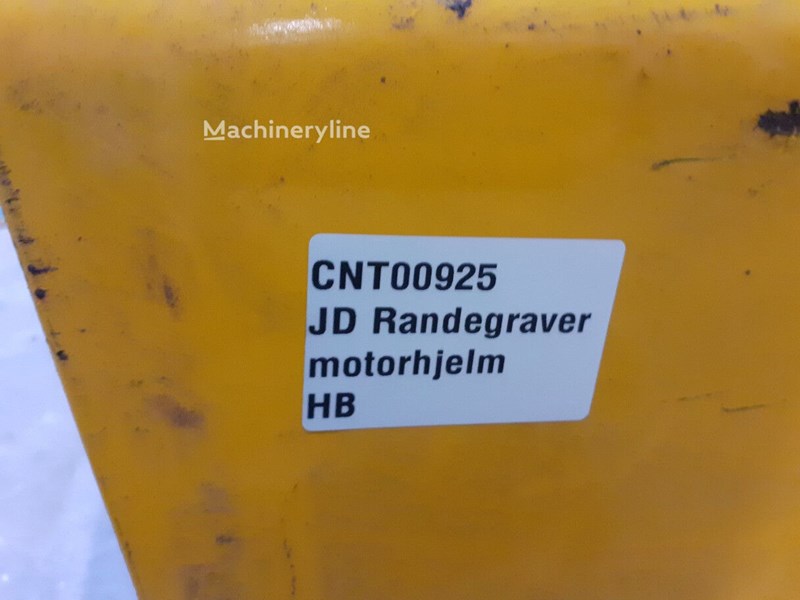 Machineryline
CNT00925
JD Randegraver
motorhjelm
HB